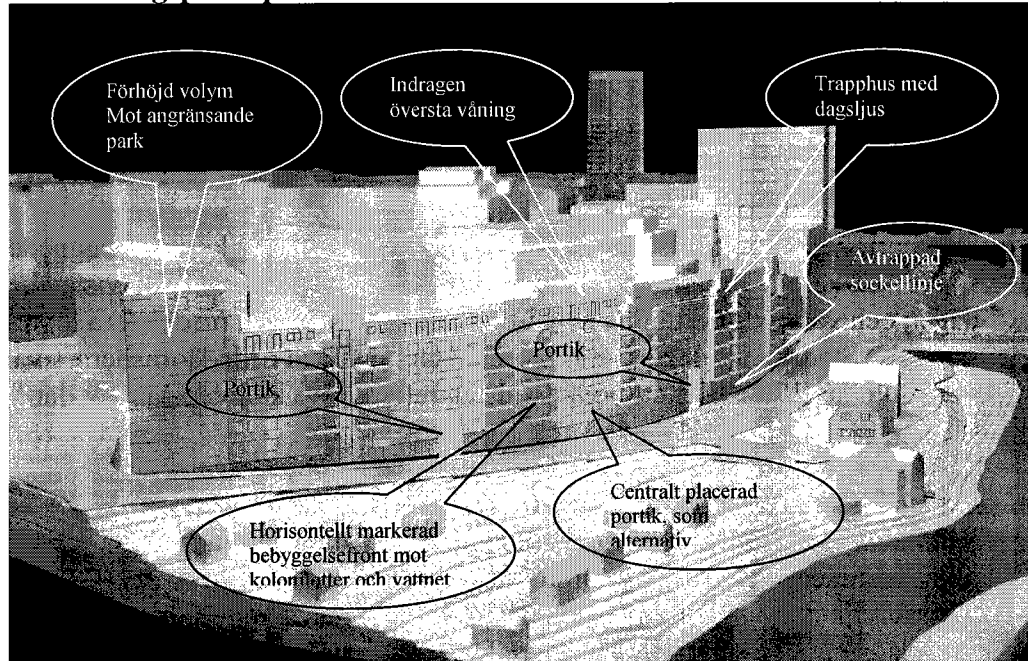 Förhöjd volym
Mot angränsande
park
Indragen
översta våning
Trapphus med
dagsljus
Avtrappad
sockellinje
Portik
Portik
Centralt placerad
portik, som
alternativ
Horisontellt markerad
bebyggelsefront mot
kolonilotter och vattnet